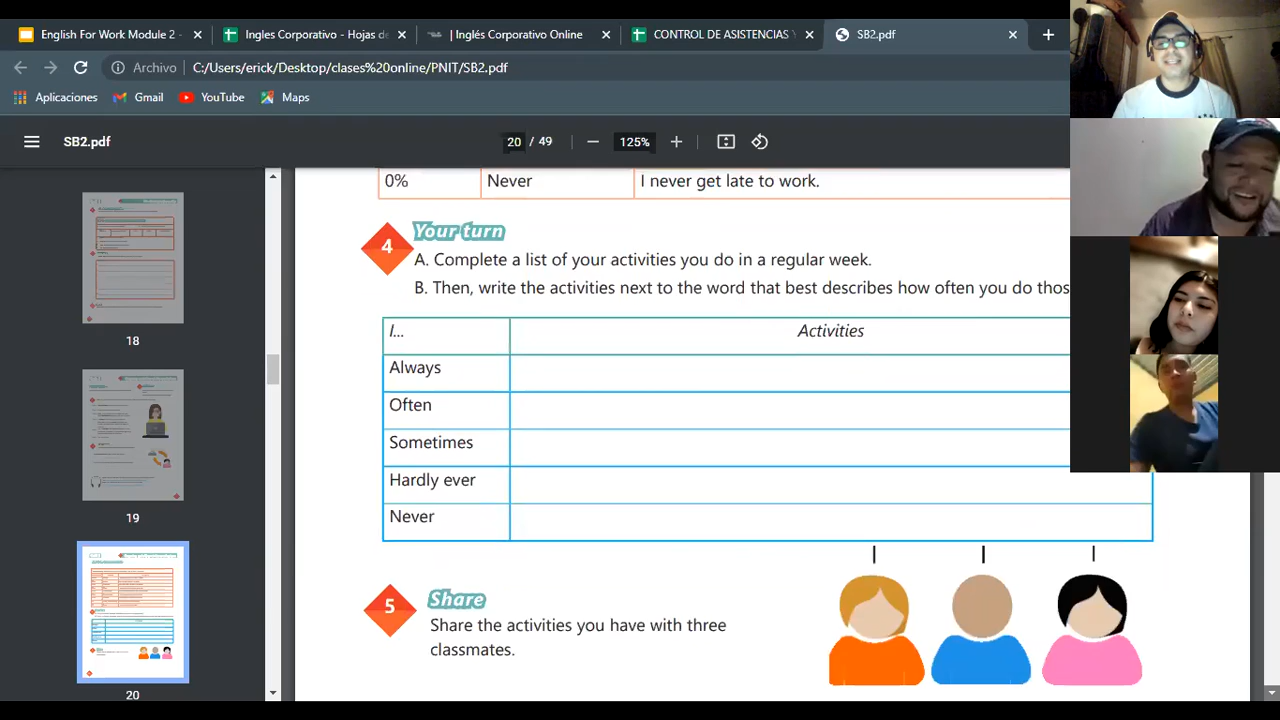 English For Work Module 2 -
Ingles Corporativo - Hojas de
| Inglés Corporativo Online
CONTROL DE ASISTENCIAS Y
SB2.pdf
Archivo
C:/Users/erick/Desktop/clases%20online/PNIT/SB2.pdf
Aplicaciones
Gmail
YouTube
Maps
SB2.pdf
20 / 49
125%
18
19
20
0% Never I never get late to work.
4 Your turn
A. Complete a list of your activities you do in a regular week.
B. Then, write the activities next to the word that best describes how often you do thos
I... Activities
Always
Often
Sometimes
Hardly ever
Never
5 Share
Share the activities you have with three
classmates.